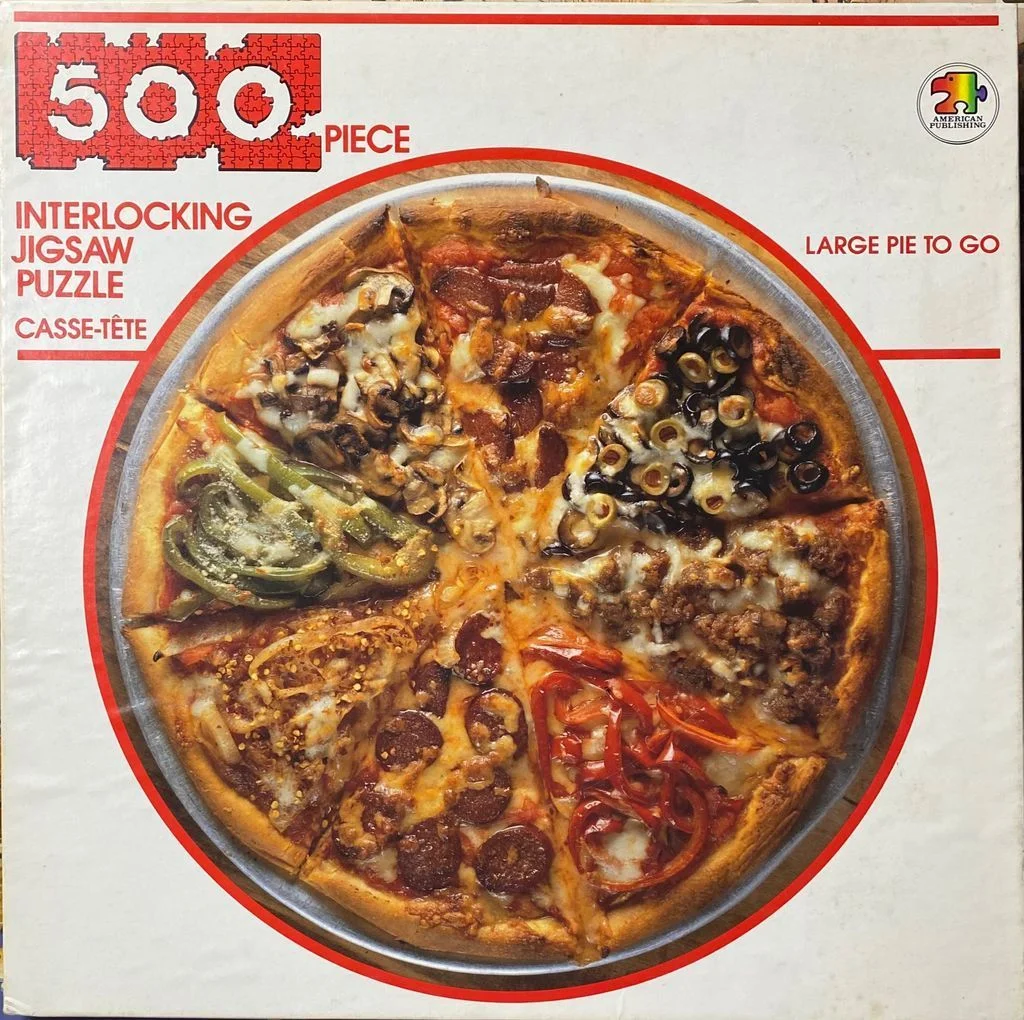 500
PIECE
INTERLOCKING
JIGSAW
PUZZLE
CASSE-TÊTE
AMERICAN
PUBLISHING
LARGE PIE TO GO